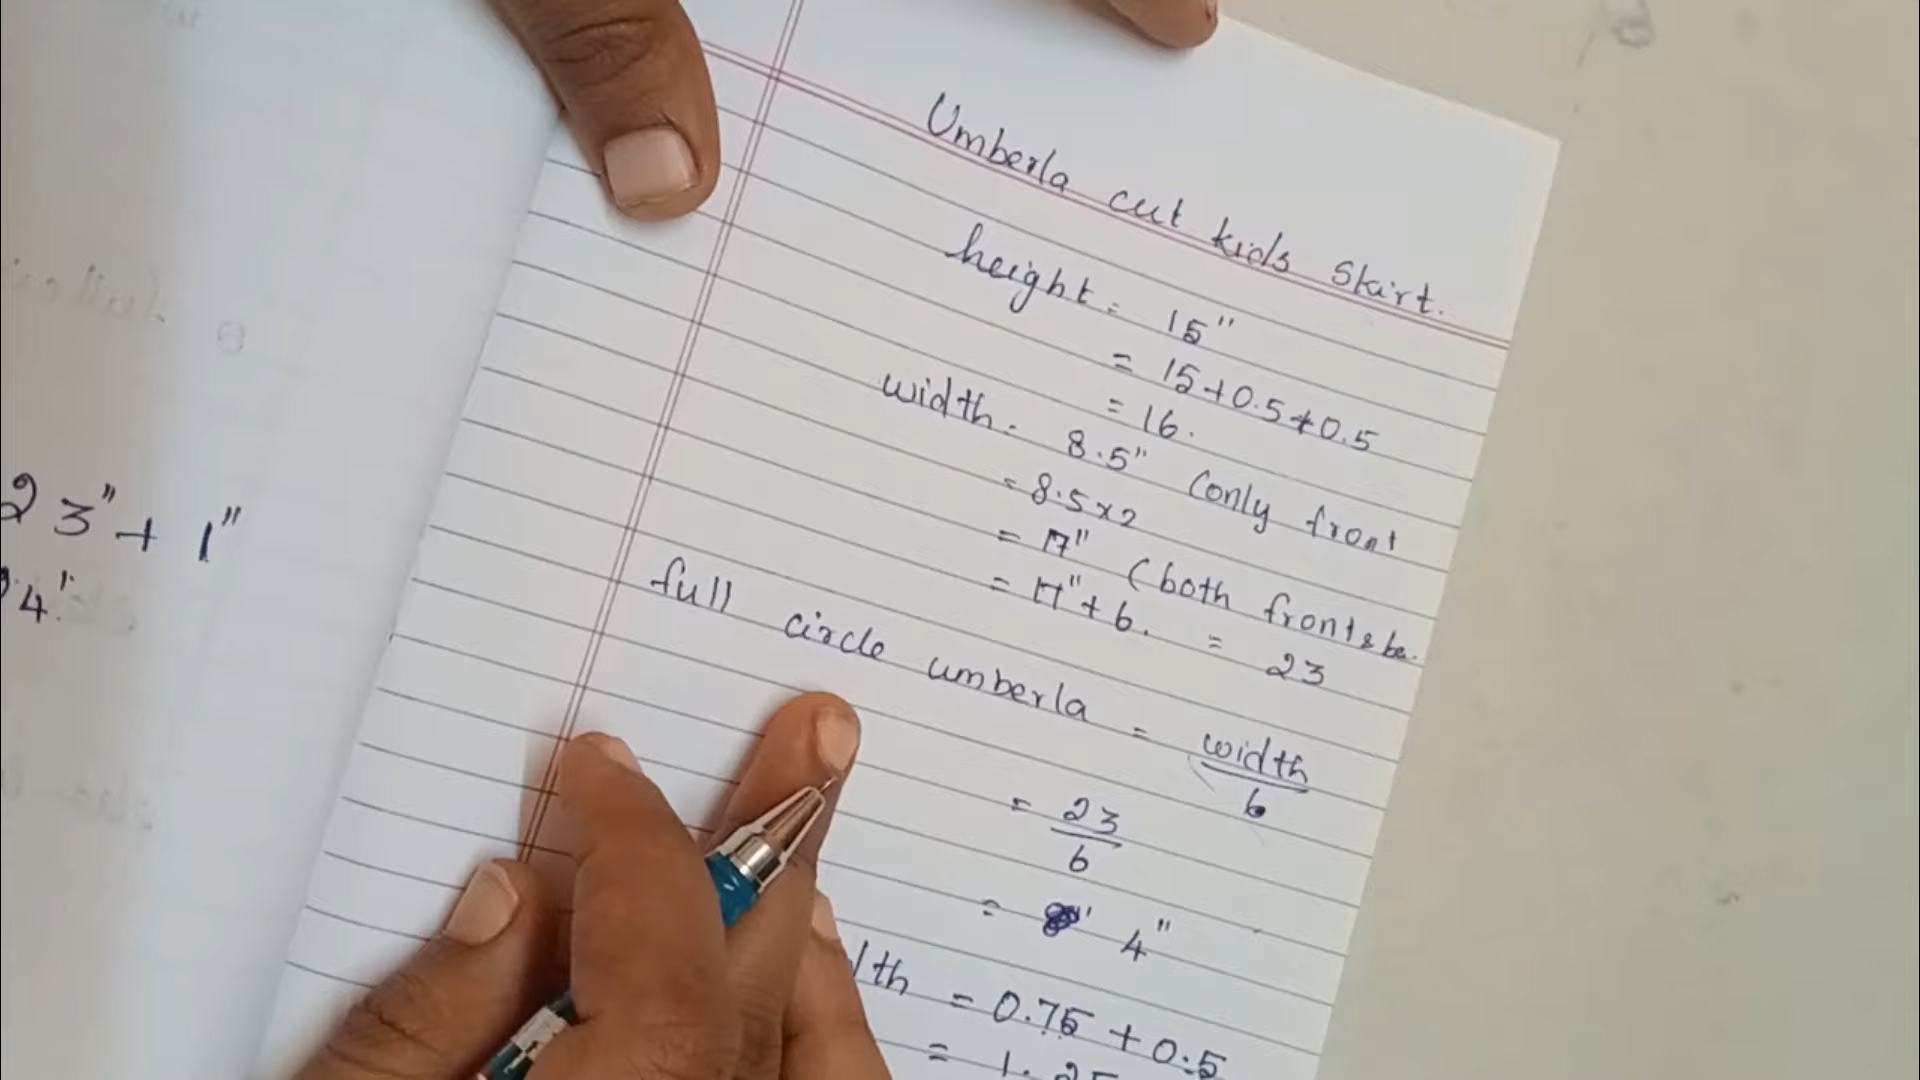 23"+ 1"
Umberla cut kids Skirt.
height = 15"
= 15+0.5+0.5
= 16.
width = 8.5" (only front
= 8.5x2
= 17" (both front & ba
= 17"+6. = 23
full circle umberla = width/6
= 23/6
= 4"
= 0.75 + 0.5